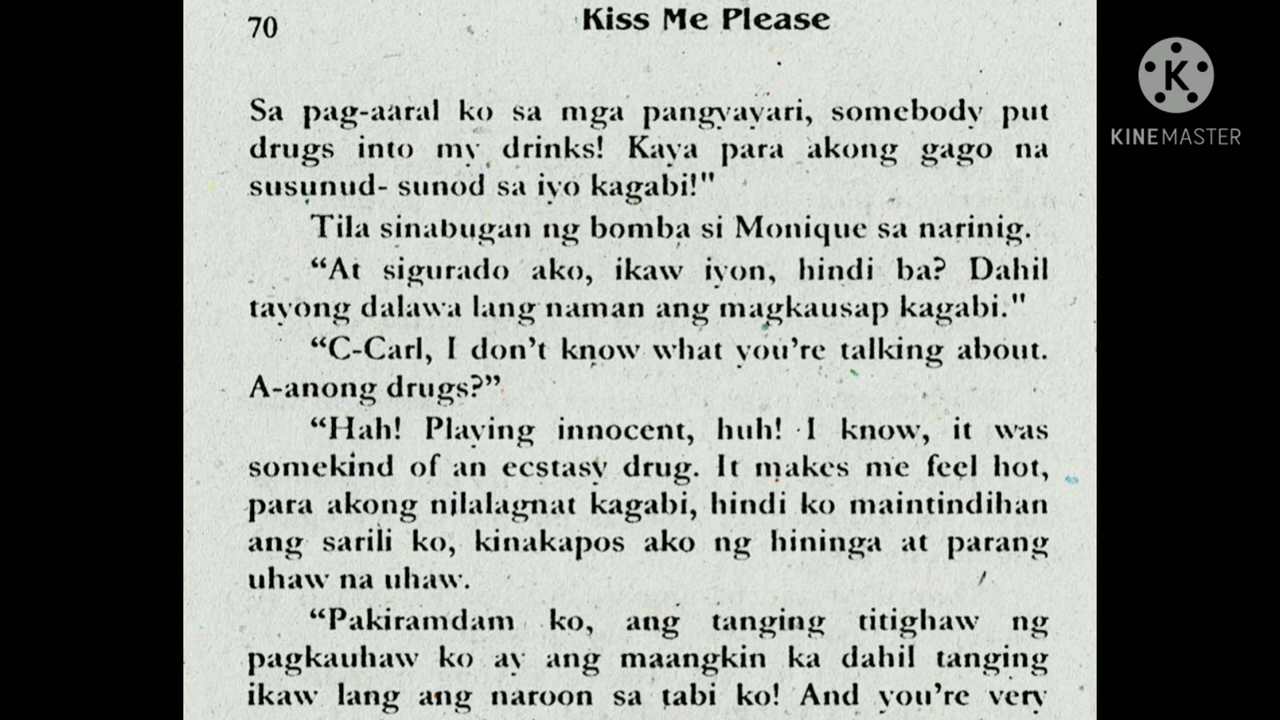 70
Kiss Me Please
KINEMASTER
Sa pag-aaral ko sa mga pangyayari, somebody put
drugs into my drinks! Kaya para akong gago na
susunud- sunod sa iyo kagabi!"
Tila sinabugan ng bomba si Monique sa narinig.
“At sigurado ako, ikaw iyon, hindi ba? Dahil
tayong dalawa lang naman ang magkausap kagabi."
“C-Carl, I don’t know what you’re talking about.
A-anong drugs?”
“Hah! Playing innocent, huh! I know, it was
somekind of an ecstasy drug. It makes me feel hot,
para akong nilalagnat kagabi, hindi ko maintindihan
ang sarili ko, kinakapos ako ng hininga at parang
uhaw na uhaw.
“Pakiramdam ko, ang tanging titighaw ng
pagkauhaw ko ay ang maangkin ka dahil tanging
ikaw lang ang naroon sa tabi ko! And you’re very